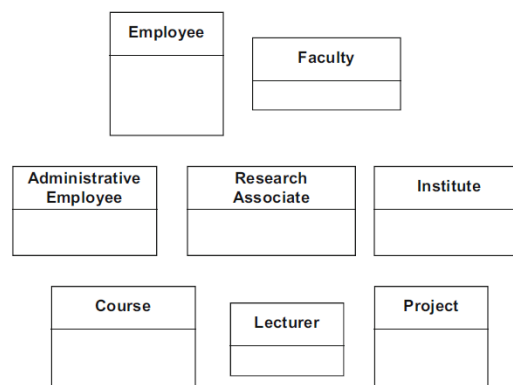 Employee
Faculty
Administrative
Employee
Research
Associate
Institute
Course
Lecturer
Project